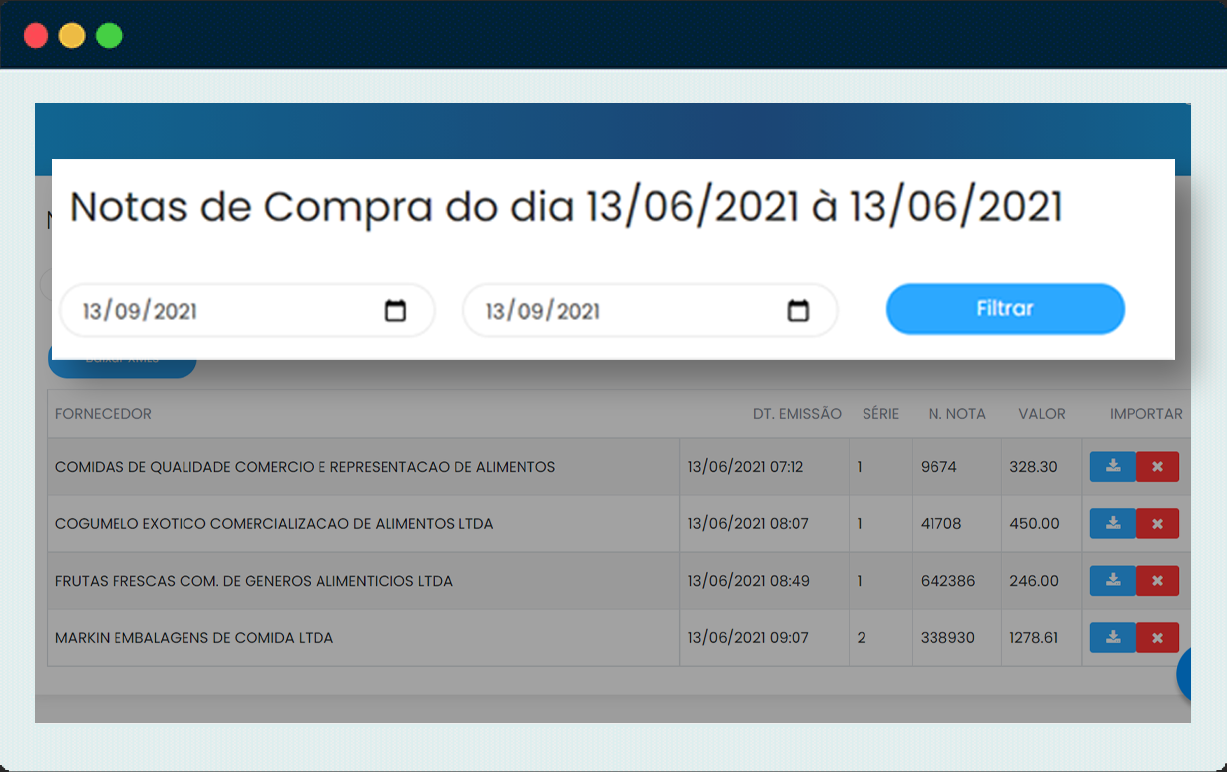 Notas de Compra do dia 13/06/2021 à 13/06/2021
13/09/2021 13/09/2021 Filtrar
FORNECEDOR DT. EMISSÃO SÉRIE N. NOTA VALOR IMPORTAR
COMIDAS DE QUALIDADE COMERCIO E REPRESENTACAO DE ALIMENTOS 13/06/2021 07:12 1 9674 328.30
COGUMELO EXOTICO COMERCIALIZACAO DE ALIMENTOS LTDA 13/06/2021 08:07 1 41708 450.00
FRUTAS FRESCAS COM. DE GENEROS ALIMENTICIOS LTDA 13/06/2021 08:49 1 642386 246.00
MARKIN EMBALAGENS DE COMIDA LTDA 13/06/2021 09:07 2 338930 1278.61